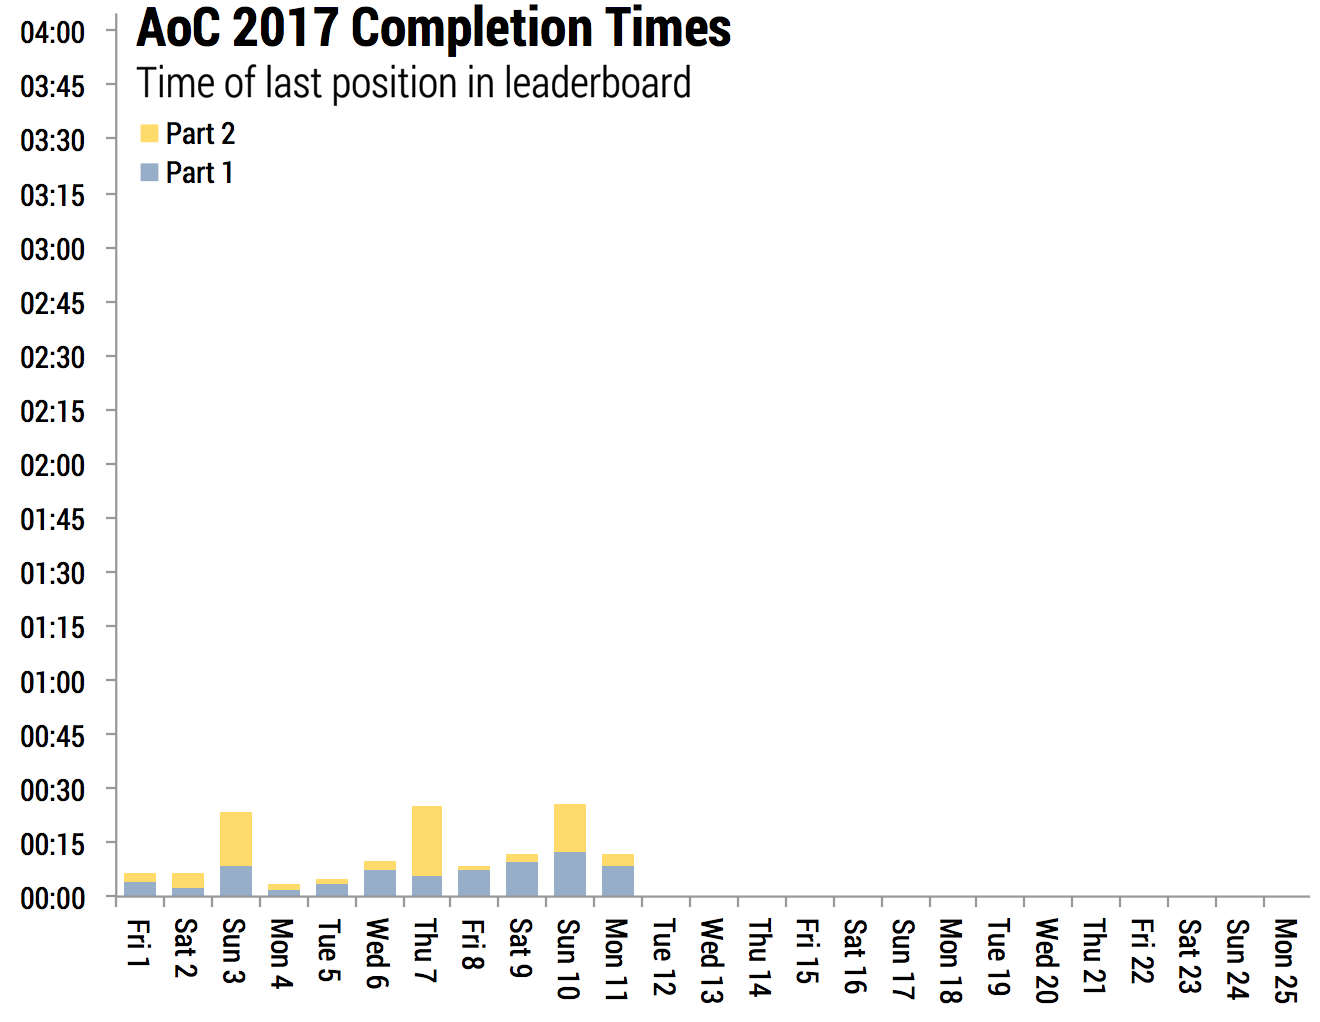 AoC 2017 Completion Times
Time of last position in leaderboard
Part 2
Part 1
04:00
03:45
03:30
03:15
03:00
02:45
02:30
02:15
02:00
01:45
01:30
01:15
01:00
00:45
00:30
00:15
00:00
Fri 1
Sat 2
Sun 3
Mon 4
Tue 5
Wed 6
Thu 7
Fri 8
Sat 9
Sun 10
Mon 11
Tue 12
Wed 13
Thu 14
Fri 15
Sat 16
Sun 17
Mon 18
Tue 19
Wed 20
Thu 21
Fri 22
Sat 23
Sun 24
Mon 25